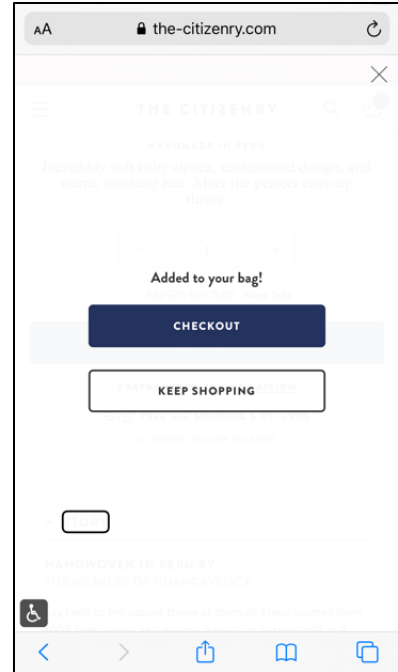 AA the-citizenry.com
THE CITIZENRY
HANDMADE IN PERU
Incredibly soft baby alpaca, understated design, and
warm, soothing hue. Meet the perfect cozy-up
throw.
- 1 +
Added to your bag!
CHECKOUT
KEEP SHOPPING
STORY
HANDWOVEN IN PERU BY
THE WEAVERS OF HUANCAVELICA